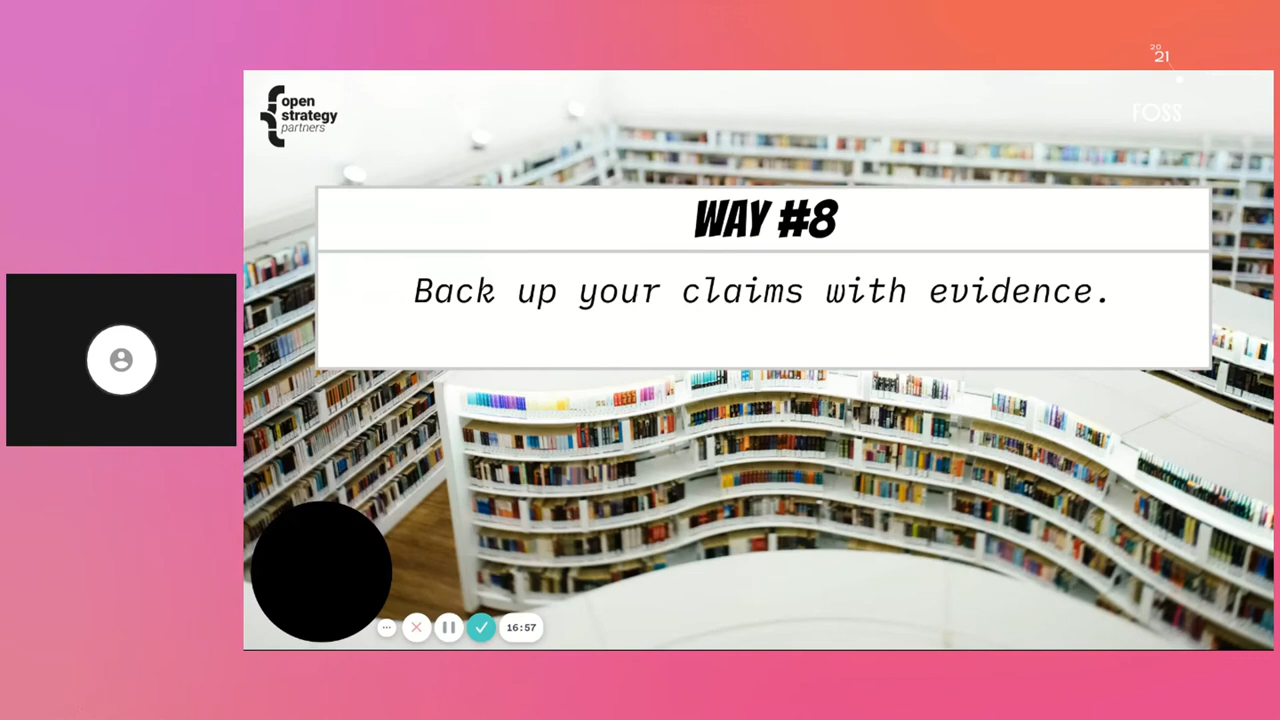 20
21
FOSS
open
strategy
partners
WAY #8
Back up your claims with evidence.
16:57